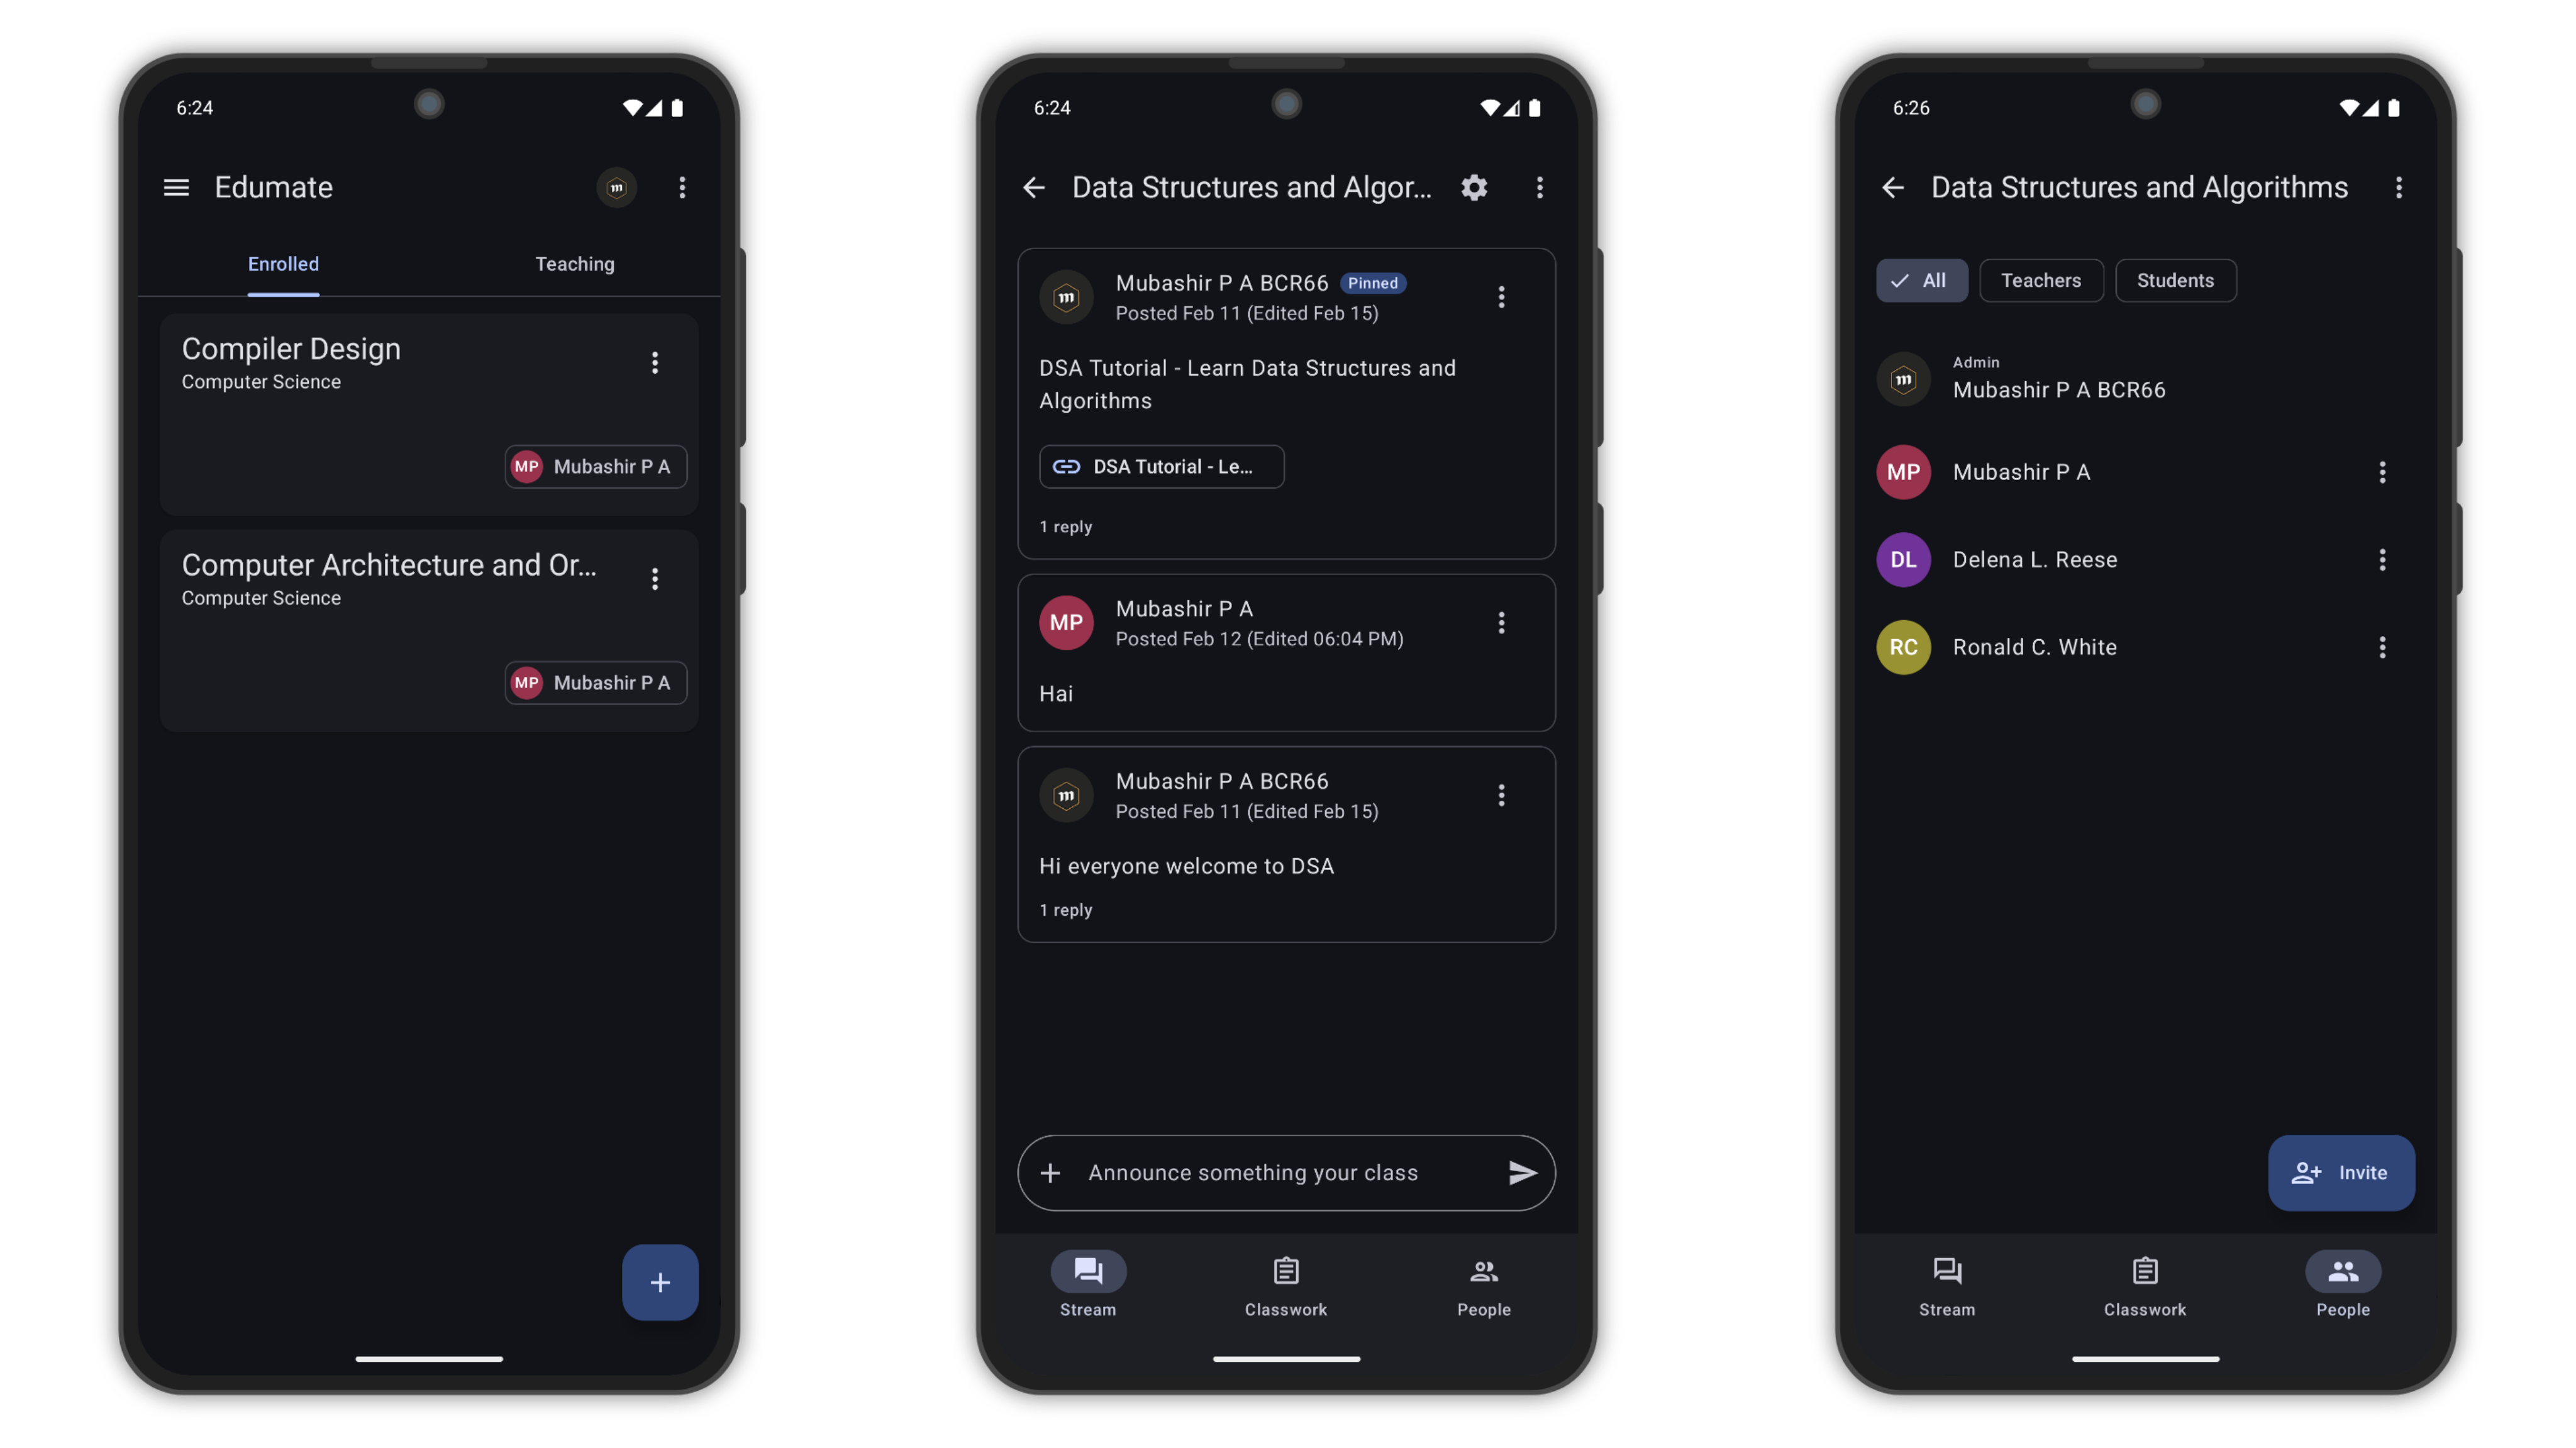 6:24
Edumate
m
Enrolled
Teaching
Compiler Design
Computer Science
MP Mubashir P A
Computer Architecture and Or...
Computer Science
MP Mubashir P A
6:24
Data Structures and Algor...
m
Mubashir P A BCR66 Pinned
Posted Feb 11 (Edited Feb 15)
DSA Tutorial - Learn Data Structures and
Algorithms
DSA Tutorial - Le...
1 reply
MP
Mubashir P A
Posted Feb 12 (Edited 06:04 PM)
Hai
m
Mubashir P A BCR66
Posted Feb 11 (Edited Feb 15)
Hi everyone welcome to DSA
1 reply
Announce something your class
Stream
Classwork
People
6:26
Data Structures and Algorithms
All
Teachers
Students
m
Admin
Mubashir P A BCR66
MP Mubashir P A
DL Delena L. Reese
RC Ronald C. White
Invite
Stream
Classwork
People